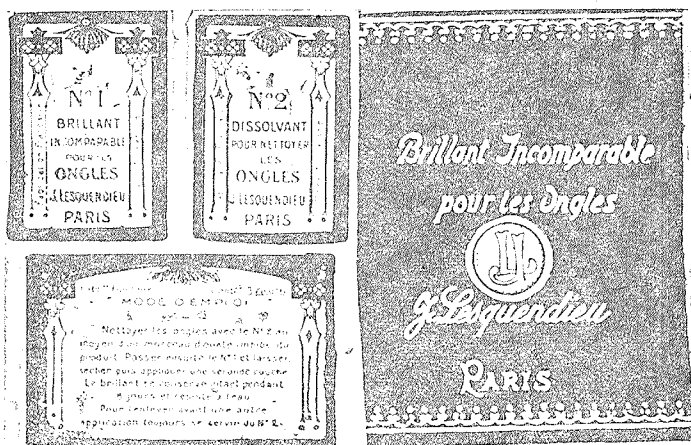 N° 1
BRILLANT
INCOMPARABLE
POUR LES
ONGLES
J. LESQUENDIEU
PARIS
N° 2
DISSOLVANT
POUR NETTOYER
LES
ONGLES
J. LESQUENDIEU
PARIS
MODE D'EMPLOI
Nettoyer les ongles avec le N° 2 au
moyen d'un morceau d'ouate imbibé du
produit. Passer ensuite le N° 1 et laisser
sécher puis appliquer une seconde couche
Le brillant se conserve intact pendant
8 jours et résiste à l'eau
Pour l'enlever avant une autre
application toujours se servir du N° 2.
Brillant Incomparable
pour les Ongles
JL
J. Lesquendieu
PARIS